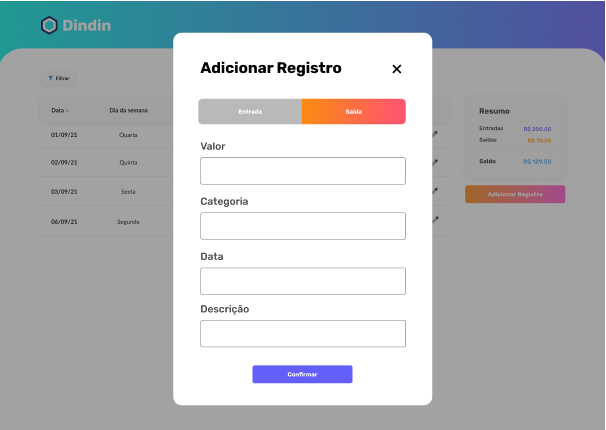 Dindin
Adicionar Registro
Filtrar
Entrada Saída
Data Dia da semana
Resumo
Valor
Entradas R$ 200,00
01/09/21 Quarta
Saídas R$ 70,50
02/09/21 Quinta
Saldo R$ 129,50
Categoria
03/09/21 Sexta
Adicionar Registro
06/09/21 Segunda
Data
Descrição
Confirmar